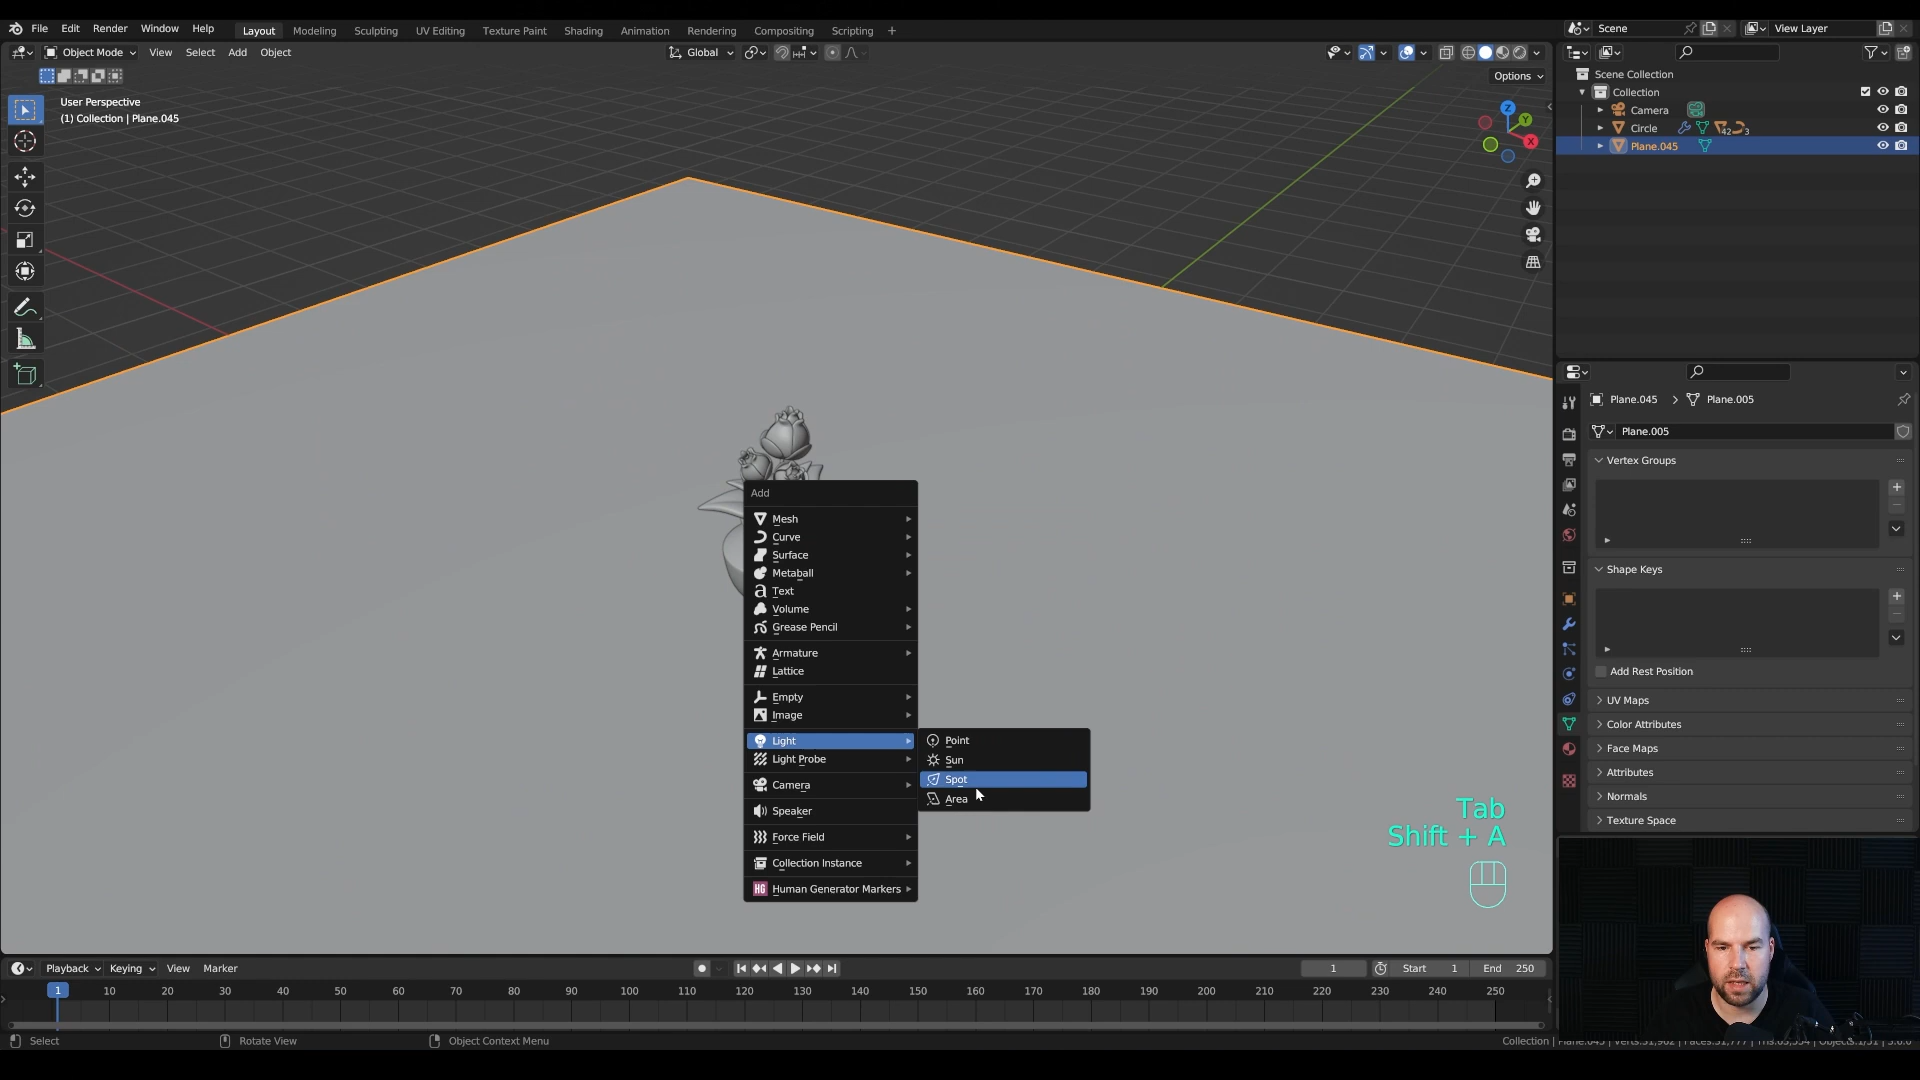 File Edit Render Window Help Layout Modeling Sculpting UV Editing Texture Paint Shading Animation Rendering Compositing Scripting + Scene View Layer
Object Mode View Select Add Object Global
Options
User Perspective
(1) Collection | Plane.045
Z
Y
X
Scene Collection
Collection
Camera
Circle 42 3
Plane.045
Plane.045 > Plane.005
Plane.005
Vertex Groups
Shape Keys
Add Rest Position
UV Maps
Color Attributes
Face Maps
Attributes
Normals
Texture Space
Add
Mesh
Curve
Surface
Metaball
Text
Volume
Grease Pencil
Armature
Lattice
Empty
Image
Light
Light Probe
Camera
Speaker
Force Field
Collection Instance
HG Human Generator Markers
Point
Sun
Spot
Area
Tab
Shift + A
Playback Keying View Marker 1 Start 1 End 250
1 10 20 30 40 50 60 70 80 90 100 110 120 130 140 150 160 170 180 190 200 210 220 230 240 250
Select Rotate View Object Context Menu Collection |